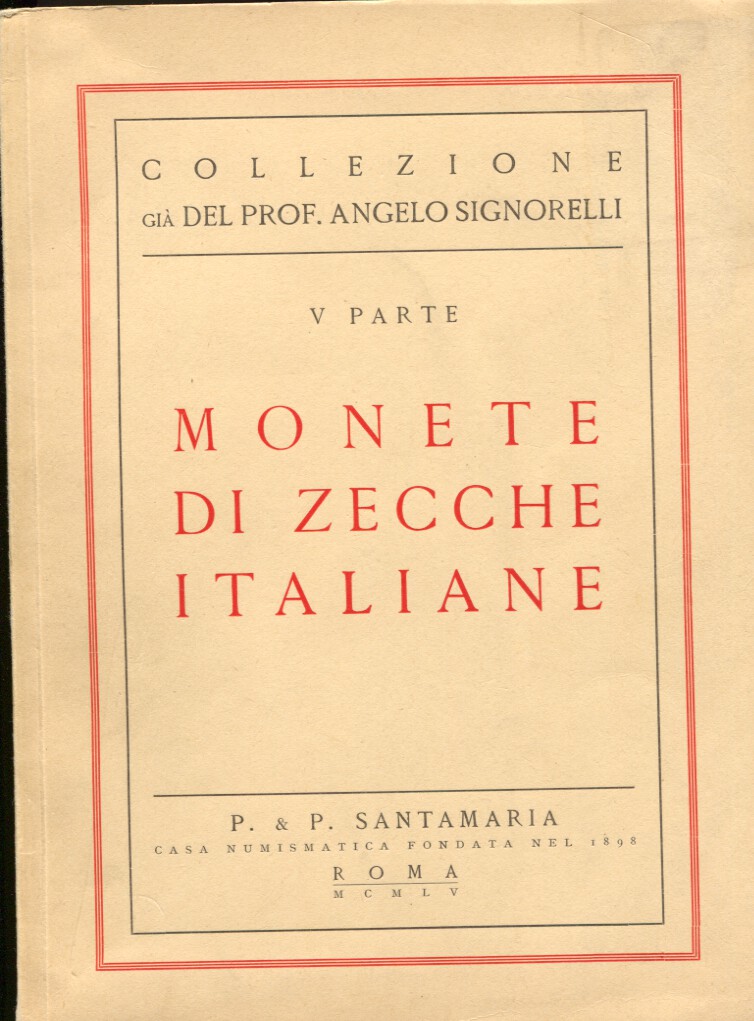 COLLEZIONE
GIÀ DEL PROF. ANGELO SIGNORELLI
V PARTE
MONETE
DI ZECCHE
ITALIANE
P. & P. SANTAMARIA
CASA NUMISMATICA FONDATA NEL 1898
ROMA
MCMLV